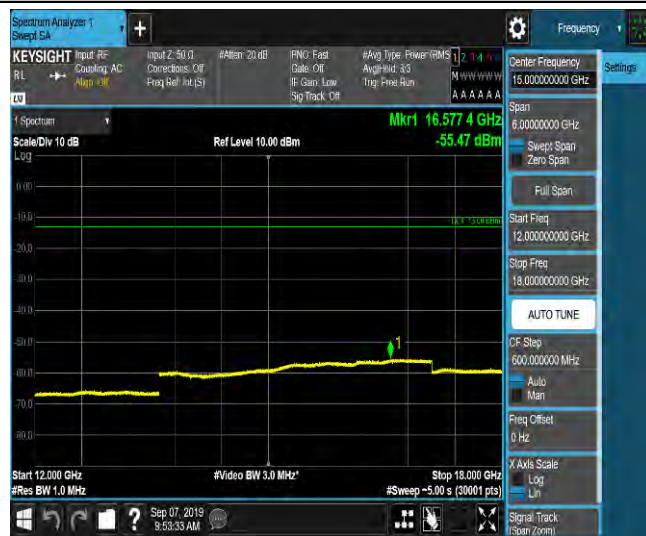 Spectrum Analyzer 1
Swept SA
+
Frequency
KEYSIGHT
Input: RF
Input Z: 50 Ω
#Atten: 20 dB
PNO: Fast
#Avg Type: Power (RMS
1 2 3 4 5
RL
Coupling: AC
Corrections: Off
Gate: Off
Avg|Hold: 3/3
M W W W W W
Align: Off
Freq Ref: Int (S)
IF Gain: Low
Trig: Free Run
Sig Track: Off
A A A A A A
LXI
1 Spectrum
Mkr1 16.577 4 GHz
Scale/Div 10 dB
Ref Level 10.00 dBm
-55.47 dBm
Log
0.00
-10.0
DL1 -13.00 dBm
-20.0
-30.0
-40.0
-50.0
1
-60.0
-70.0
-80.0
Start 12.000 GHz
#Video BW 3.0 MHz*
Stop 18.000 GHz
#Res BW 1.0 MHz
#Sweep ~5.00 s (30001 pts)
?
Sep 07, 2019
9:53:33 AM
Center Frequency
15.000000000 GHz
Settings
Span
6.00000000 GHz
Swept Span
Zero Span
Full Span
Start Freq
12.000000000 GHz
Stop Freq
18.000000000 GHz
AUTO TUNE
CF Step
600.000000 MHz
Auto
Man
Freq Offset
0 Hz
X Axis Scale
Log
Lin
Signal Track
(Span Zoom)